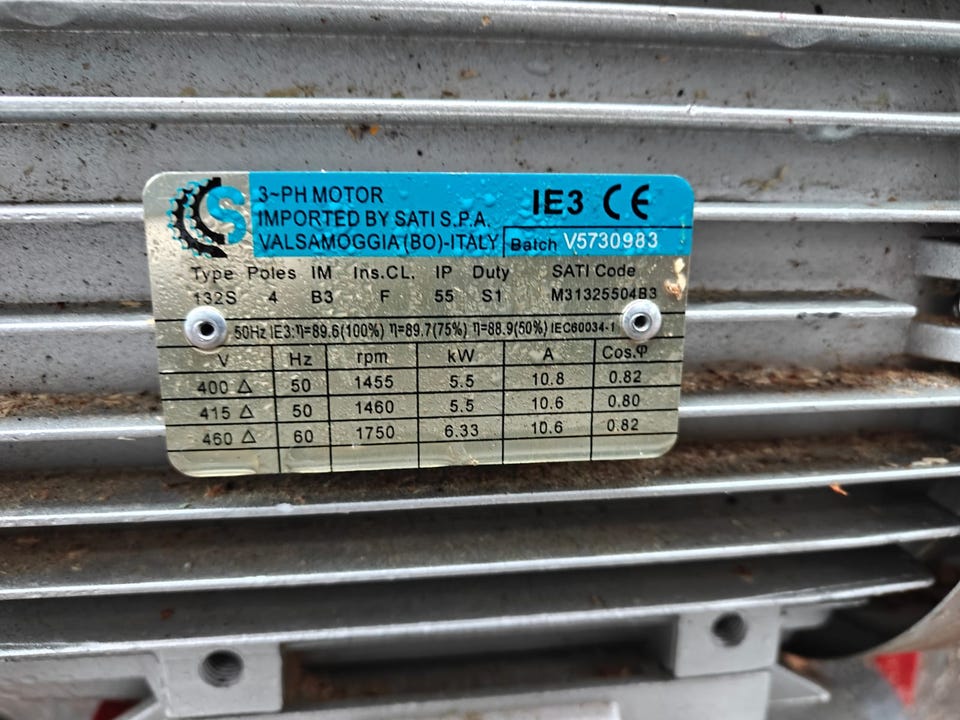 S
3~PH MOTOR
IMPORTED BY SATI S.P.A.
VALSAMOGGIA (BO)-ITALY
IE3 CE
Batch V5730983
Type Poles IM Ins.CL. IP Duty SATI Code
132S 4 B3 F 55 S1 M31325504B3
50Hz IE3:η=89.6(100%) η=89.7(75%) η=88.9(50%) IEC60034-1
V Hz rpm kW A Cos.φ
400 △ 50 1455 5.5 10.8 0.82
415 △ 50 1460 5.5 10.6 0.80
460 △ 60 1750 6.33 10.6 0.82